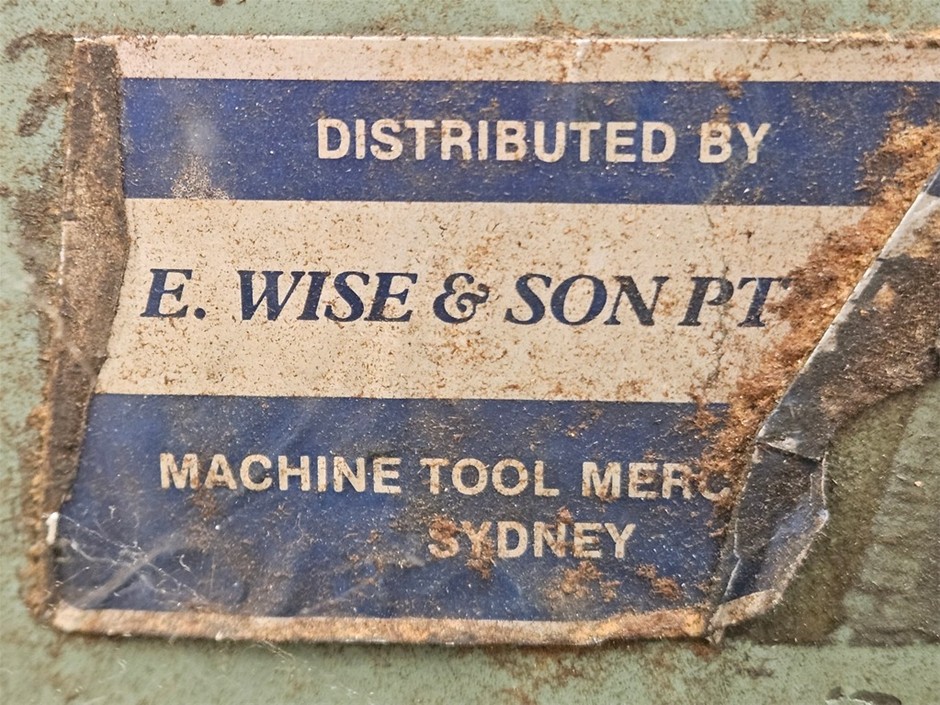 DISTRIBUTED BY
E. WISE & SON PT
MACHINE TOOL MERC
SYDNEY